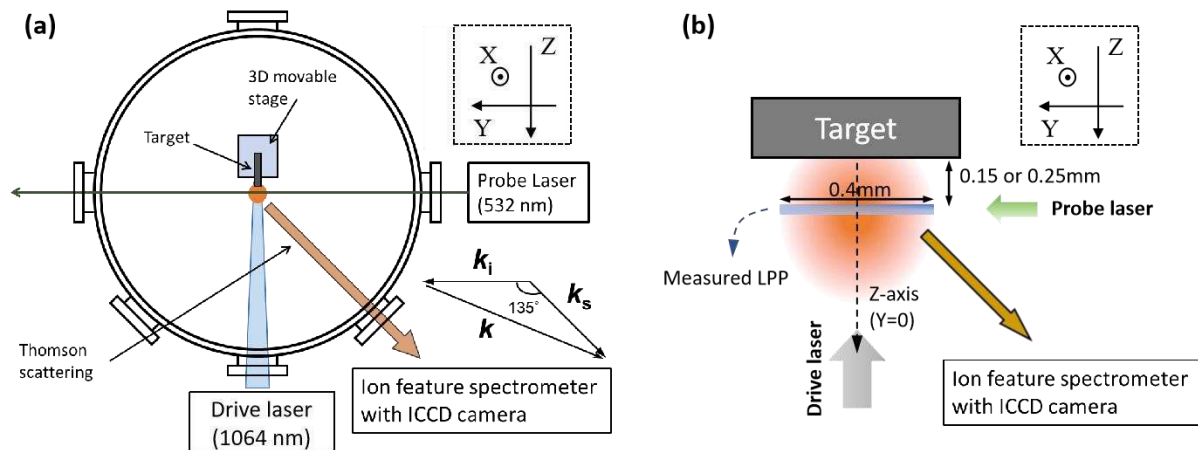 (a)
X
Z
Y
3D movable
stage
Target
Probe Laser
(532 nm)
kᵢ
135°
kₛ
k
Thomson
scattering
Drive laser
(1064 nm)
Ion feature spectrometer
with ICCD camera
(b)
X
Z
Y
Target
0.15 or 0.25mm
0.4mm
Probe laser
Measured LPP
Z-axis
(Y=0)
Drive laser
Ion feature spectrometer
with ICCD camera